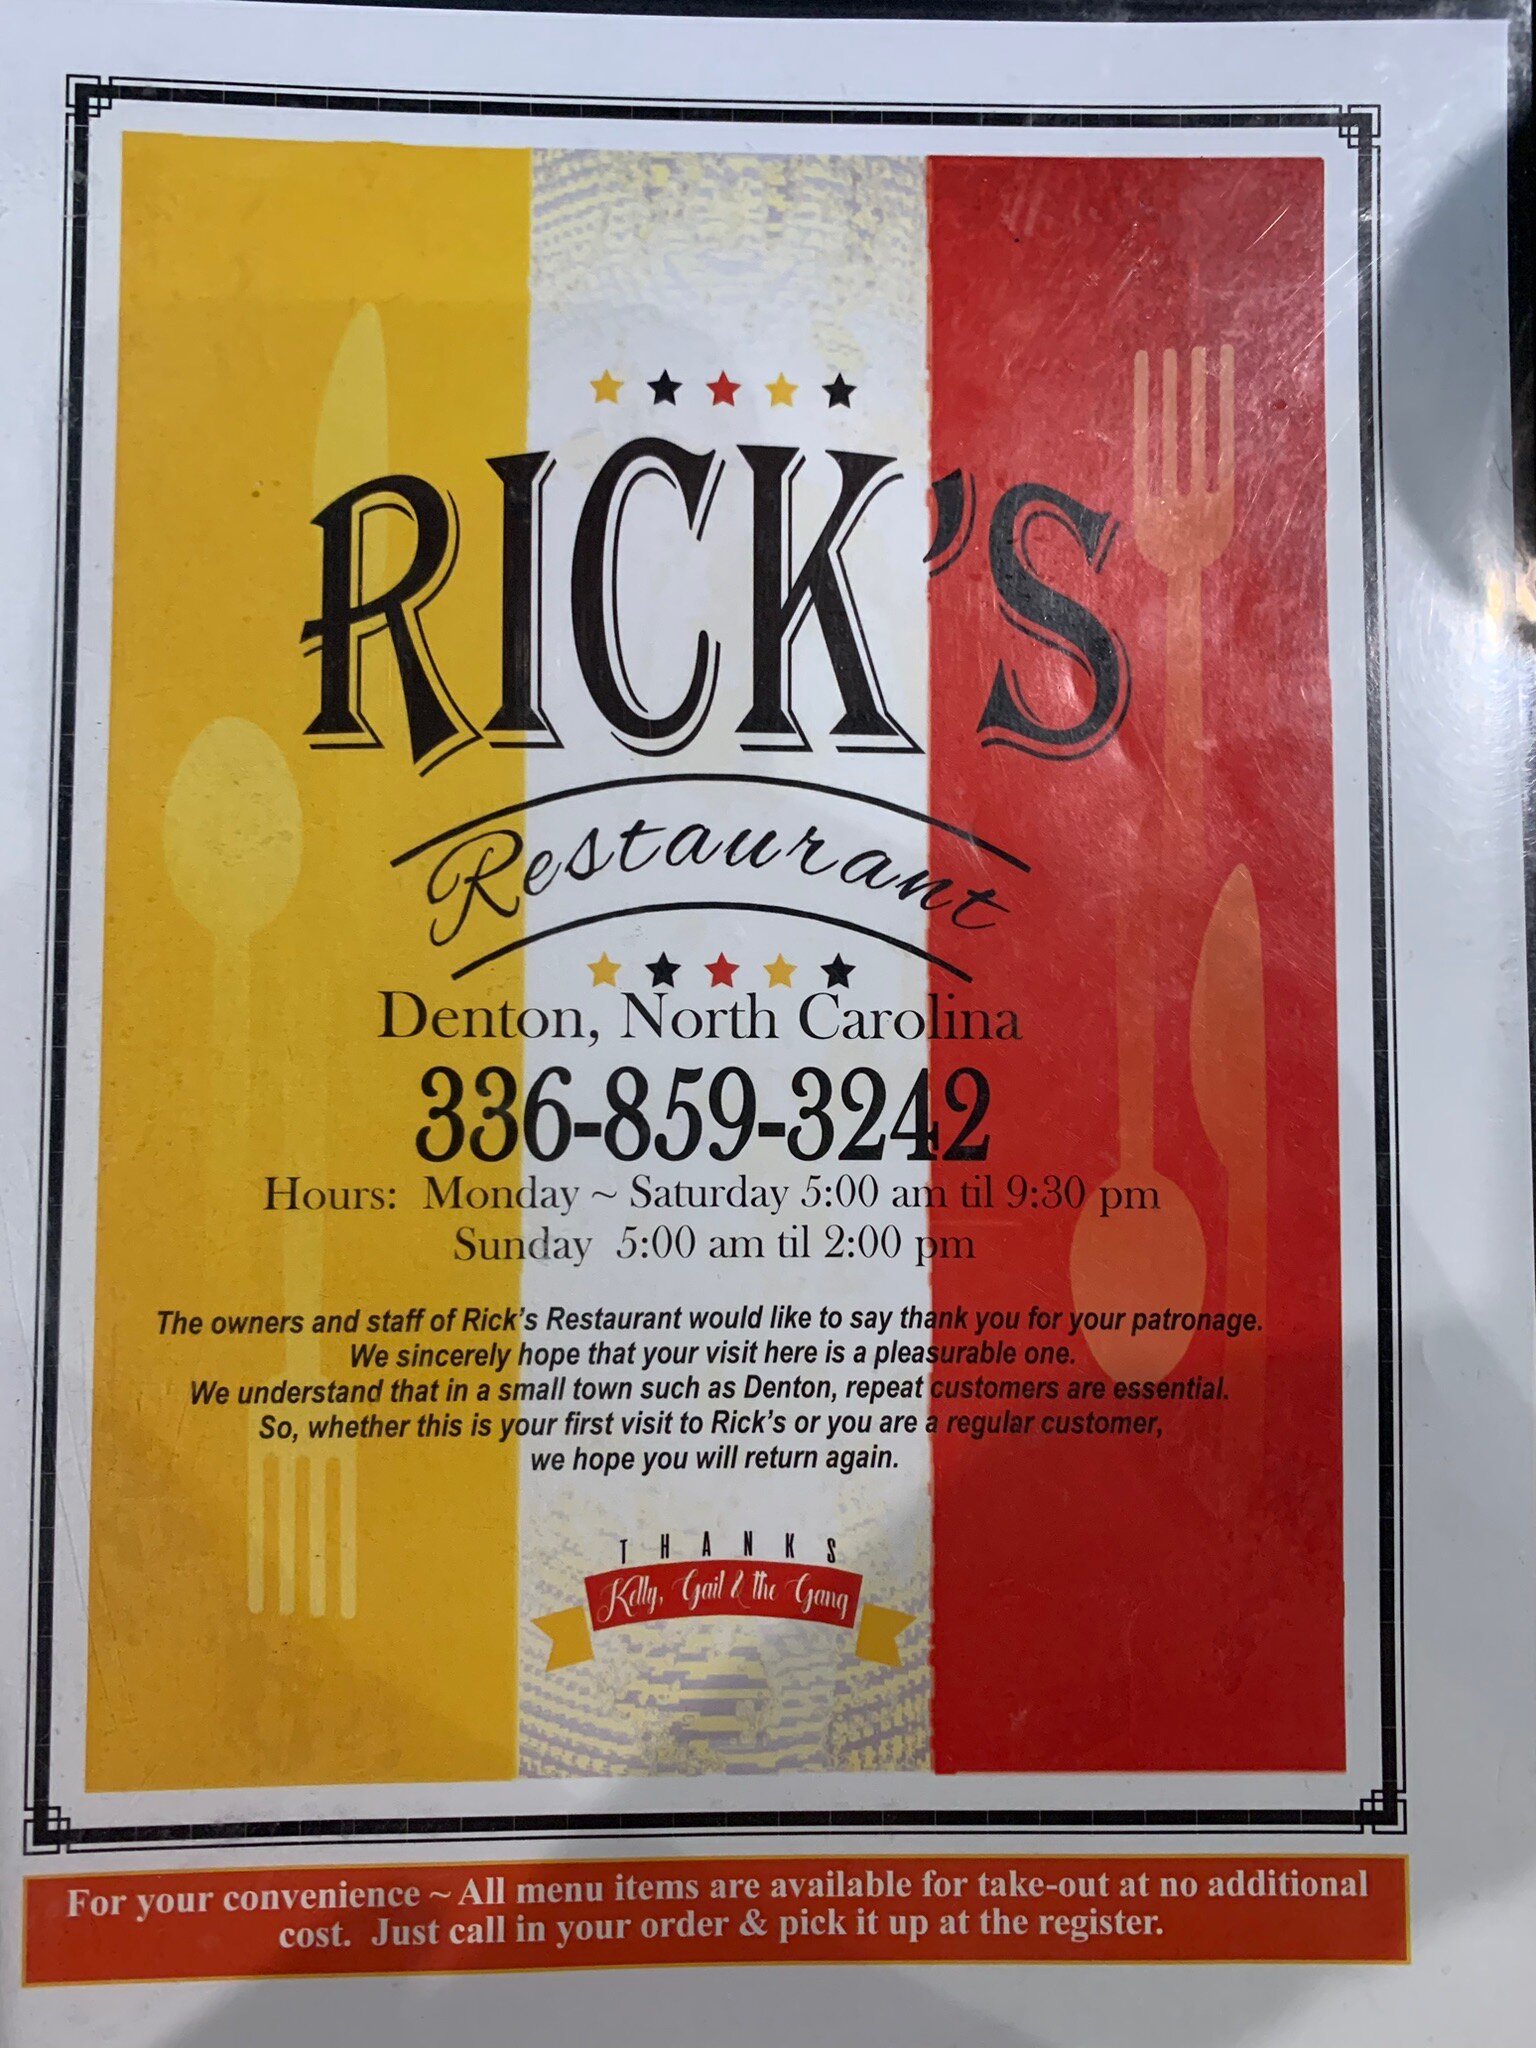 RICK'S
Restaurant
Denton, North Carolina
336-859-3242
Hours: Monday ~ Saturday 5:00 am til 9:30 pm
Sunday 5:00 am til 2:00 pm
The owners and staff of Rick's Restaurant would like to say thank you for your patronage.
We sincerely hope that your visit here is a pleasurable one.
We understand that in a small town such as Denton, repeat customers are essential.
So, whether this is your first visit to Rick's or you are a regular customer,
we hope you will return again.
THANKS
Kelly, Gail & the Gang
For your convenience ~ All menu items are available for take-out at no additional
cost. Just call in your order & pick it up at the register.